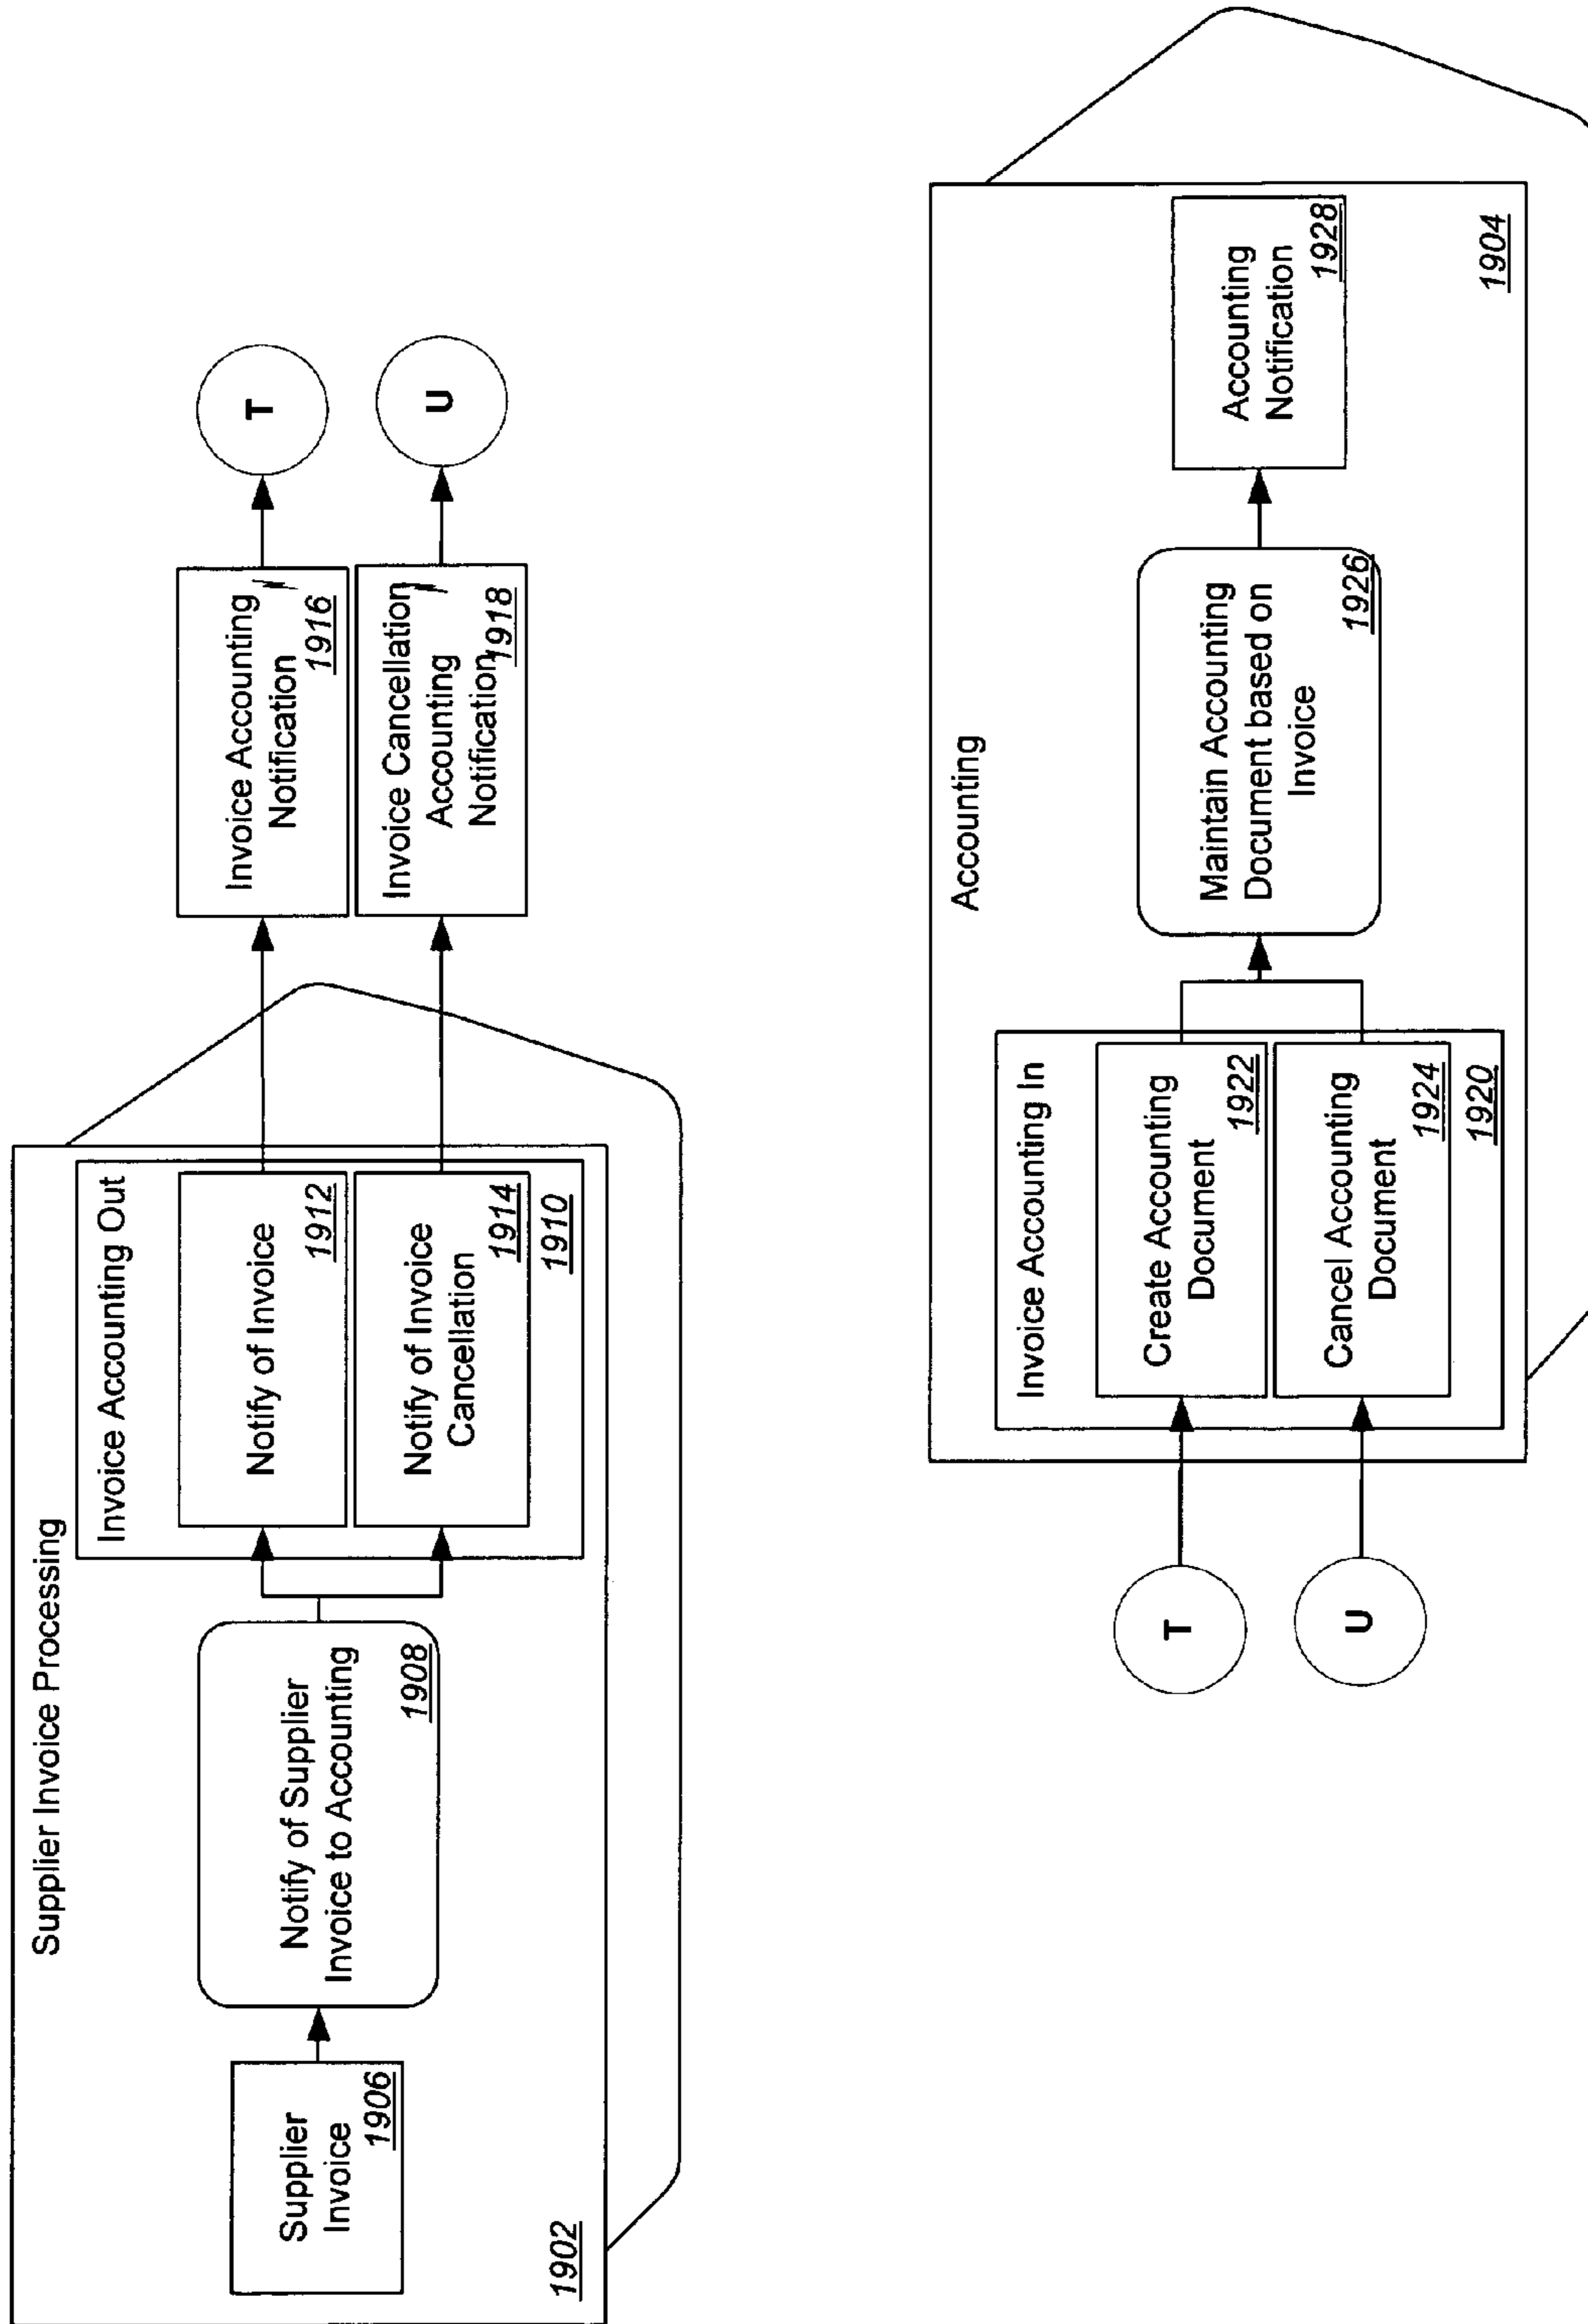 Supplier Invoice Processing
Supplier
Invoice
1906
Notify of Supplier
Invoice to Accounting
1908
Invoice Accounting Out
Notify of Invoice
1912
Notify of Invoice
Cancellation
1914
1910
1902
Invoice Accounting
Notification
1916
Invoice Cancellation
Accounting
Notification
1918
T
U
Accounting
T
U
Invoice Accounting In
Create Accounting
Document
1922
Cancel Accounting
Document
1924
1920
Maintain Accounting
Document based on
Invoice
1926
Accounting
Notification
1928
1904